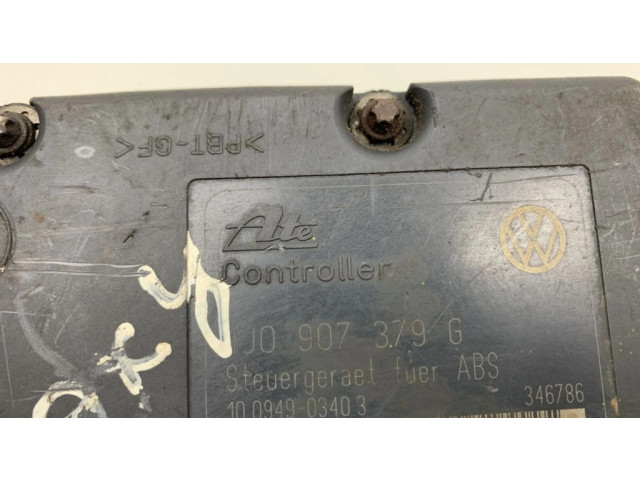 >PBT-GF<
Ate
Controller
1J0 907 379 G
Steuergeraet fuer ABS
10.0949-0340.3 346786